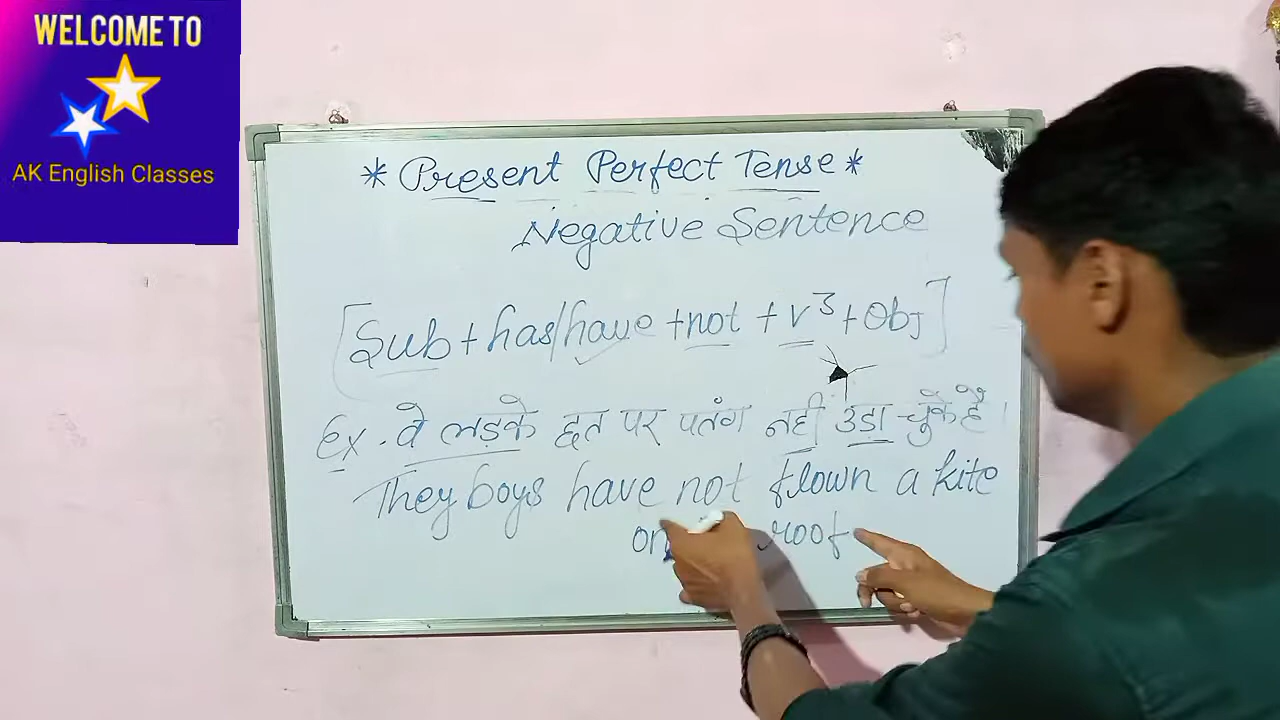 WELCOME TO
AK English Classes
* Present Perfect Tense *
Negative Sentence
[Sub + has/have + not + v³ + Obj]
Ex. वे लड़के छत पर पतंग नहीं उड़ा चुके हैं।
They boys have not flown a kite
on roof